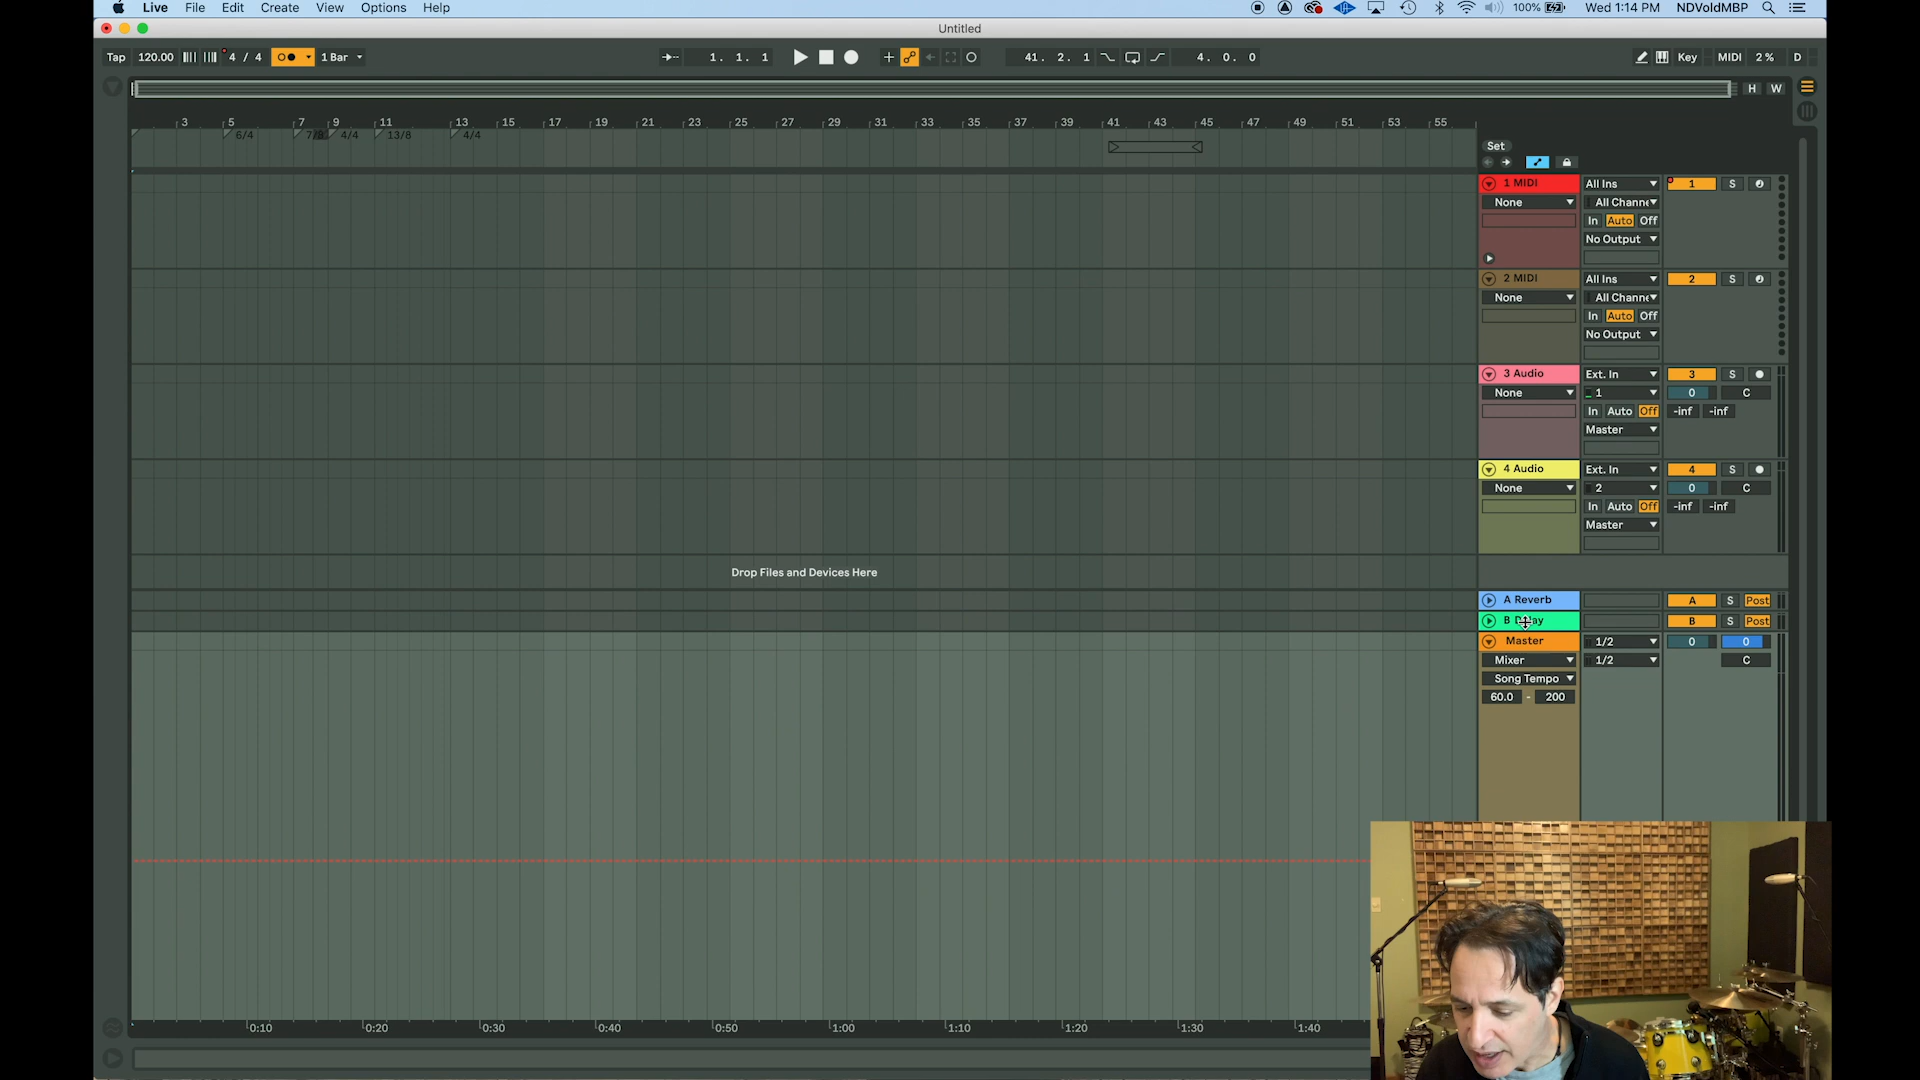 Live File Edit Create View Options Help 100% Wed 1:14 PM NDVoldMBP
Untitled
Tap 120.00 4 / 4 1 Bar 1. 1. 1 41. 2. 1 4. 0. 0 Key MIDI 2 % D
H W
3 5 7 9 11 13 15 17 19 21 23 25 27 29 31 33 35 37 39 41 43 45 47 49 51 53 55
6/4 4/4 13/8 4/4
Set
1 MIDI All Ins 1 S
None All Channe
In Auto Off
No Output
2 MIDI All Ins 2 S
None All Channe
In Auto Off
No Output
3 Audio Ext. In 3 S
None 1 0 C
In Auto Off -inf -inf
Master
4 Audio Ext. In 4 S
None 2 0 C
In Auto Off -inf -inf
Master
Drop Files and Devices Here
A Reverb A S Post
B B S Post
Master 1/2 0 0
Mixer 1/2 C
Song Tempo
60.0 - 200
0:10 0:20 0:30 0:40 0:50 1:00 1:10 1:20 1:30 1:40